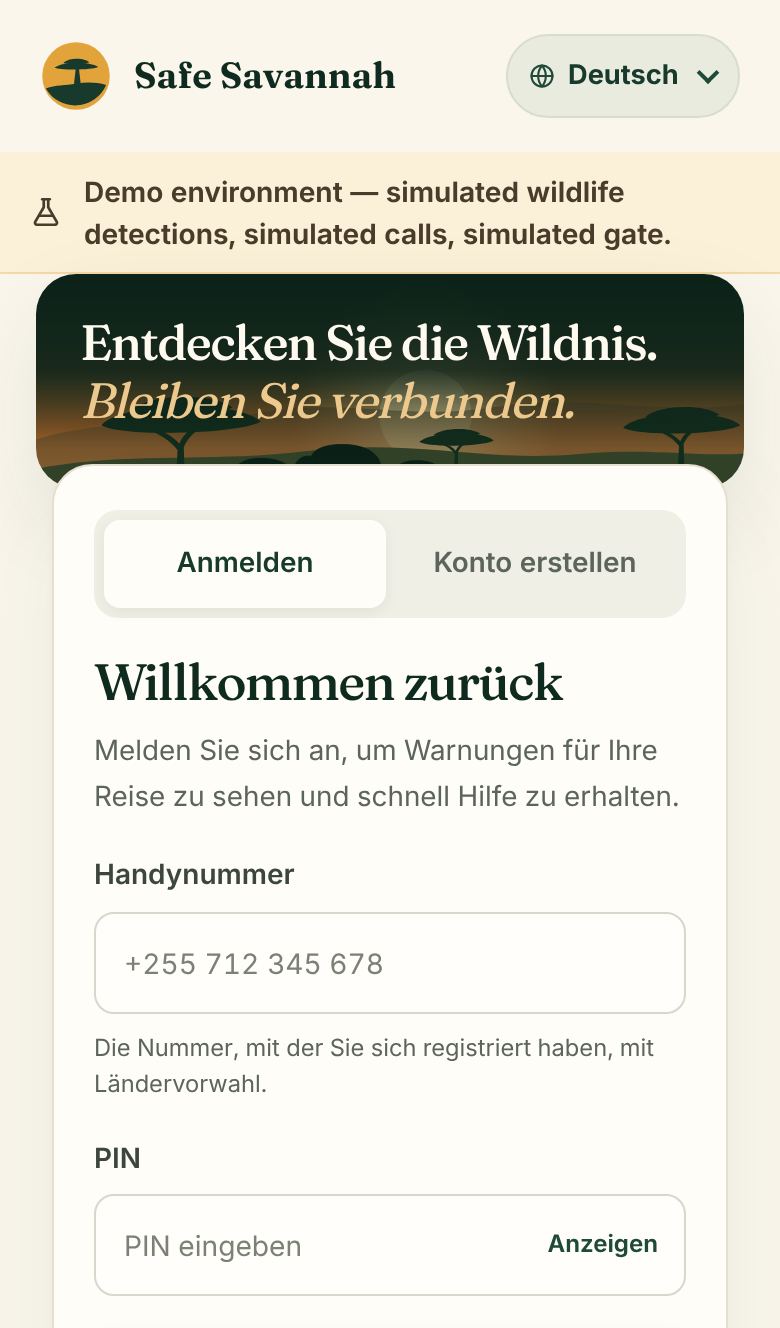 Safe Savannah
Deutsch
Demo environment — simulated wildlife
detections, simulated calls, simulated gate.
Entdecken Sie die Wildnis.
Bleiben Sie verbunden.
Anmelden
Konto erstellen
Willkommen zurück
Melden Sie sich an, um Warnungen für Ihre
Reise zu sehen und schnell Hilfe zu erhalten.
Handynummer
+255 712 345 678
Die Nummer, mit der Sie sich registriert haben, mit
Ländervorwahl.
PIN
PIN eingeben
Anzeigen